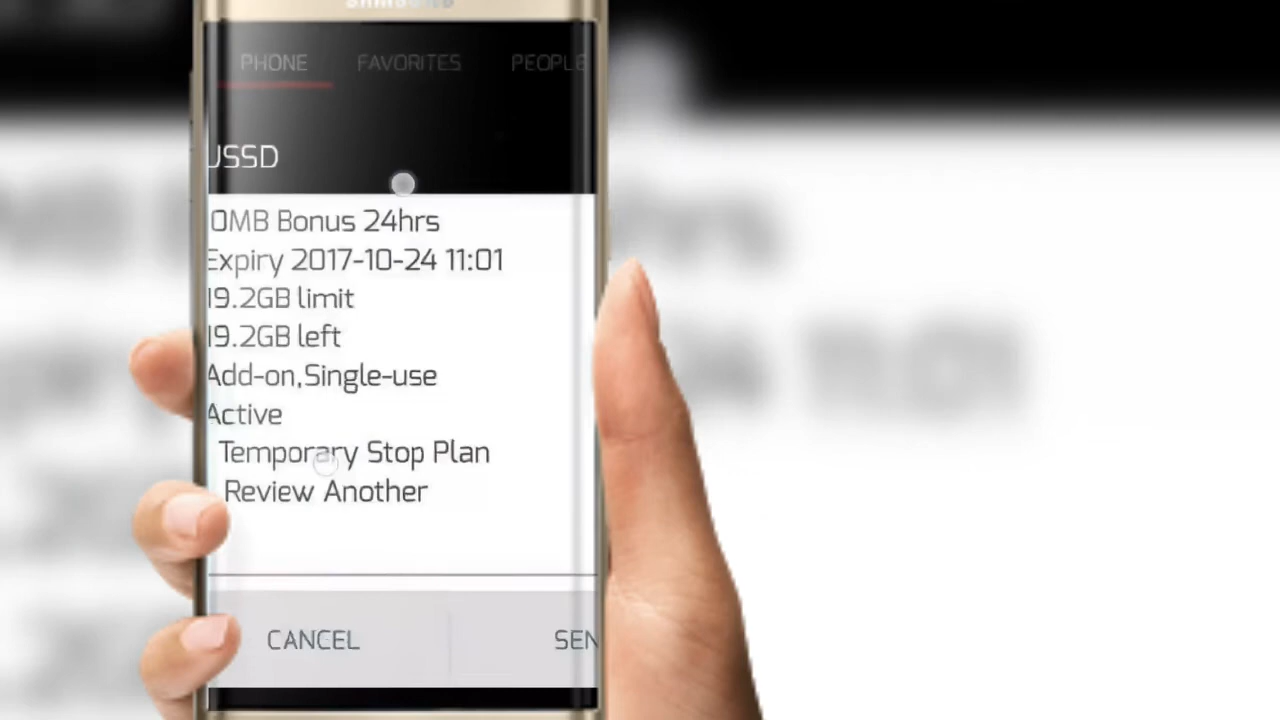 SAMSUNG
PHONE FAVORITES PEOPLE
USSD
0MB Bonus 24hrs
Expiry 2017-10-24 11:01
19.2GB limit
19.2GB left
Add-on,Single-use
Active
Temporary Stop Plan
Review Another
CANCEL SEN